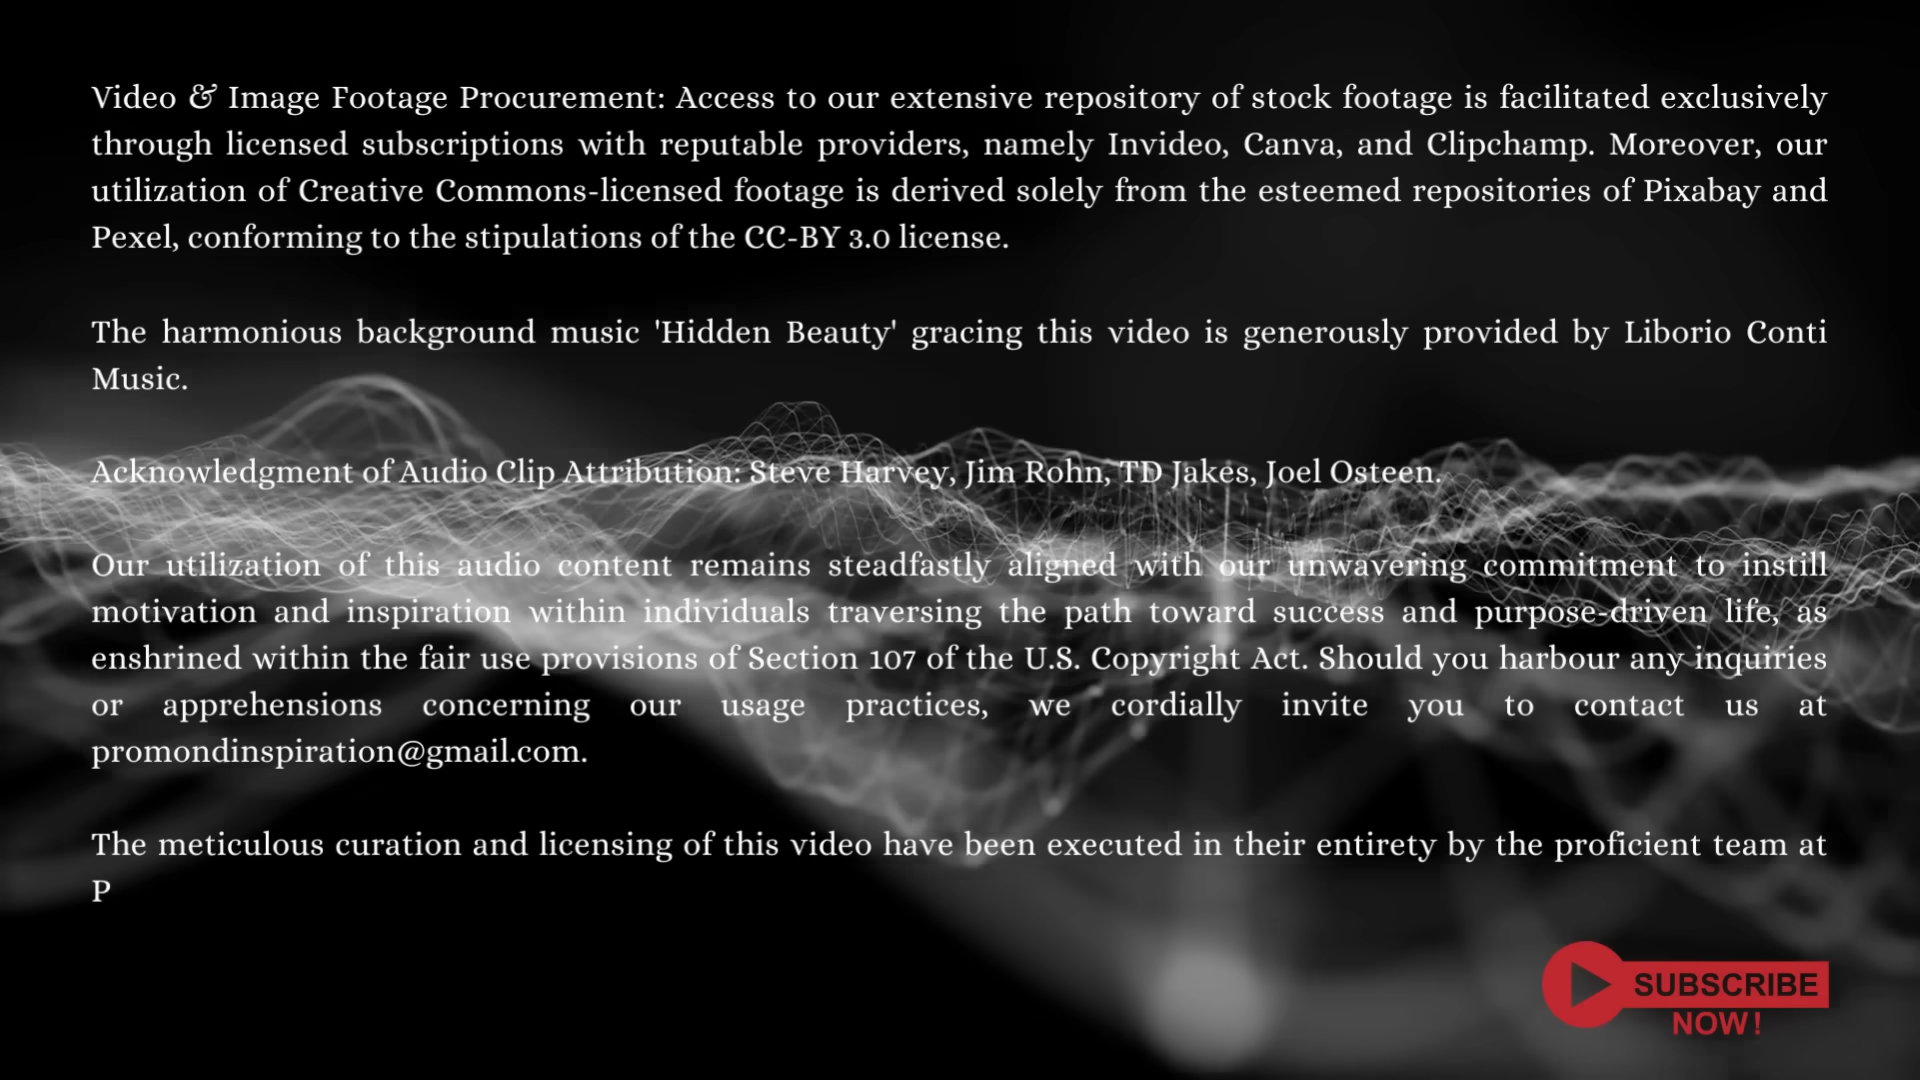 Video & Image Footage Procurement: Access to our extensive repository of stock footage is facilitated exclusively
through licensed subscriptions with reputable providers, namely Invideo, Canva, and Clipchamp. Moreover, our
utilization of Creative Commons-licensed footage is derived solely from the esteemed repositories of Pixabay and
Pexel, conforming to the stipulations of the CC-BY 3.0 license.
The harmonious background music 'Hidden Beauty' gracing this video is generously provided by Liborio Conti
Music.
Acknowledgment of Audio Clip Attribution: Steve Harvey, Jim Rohn, TD Jakes, Joel Osteen.
Our utilization of this audio content remains steadfastly aligned with our unwavering commitment to instill
motivation and inspiration within individuals traversing the path toward success and purpose-driven life, as
enshrined within the fair use provisions of Section 107 of the U.S. Copyright Act. Should you harbour any inquiries
or apprehensions concerning our usage practices, we cordially invite you to contact us at
promondinspiration@gmail.com.
The meticulous curation and licensing of this video have been executed in their entirety by the proficient team at
P
SUBSCRIBE
NOW!